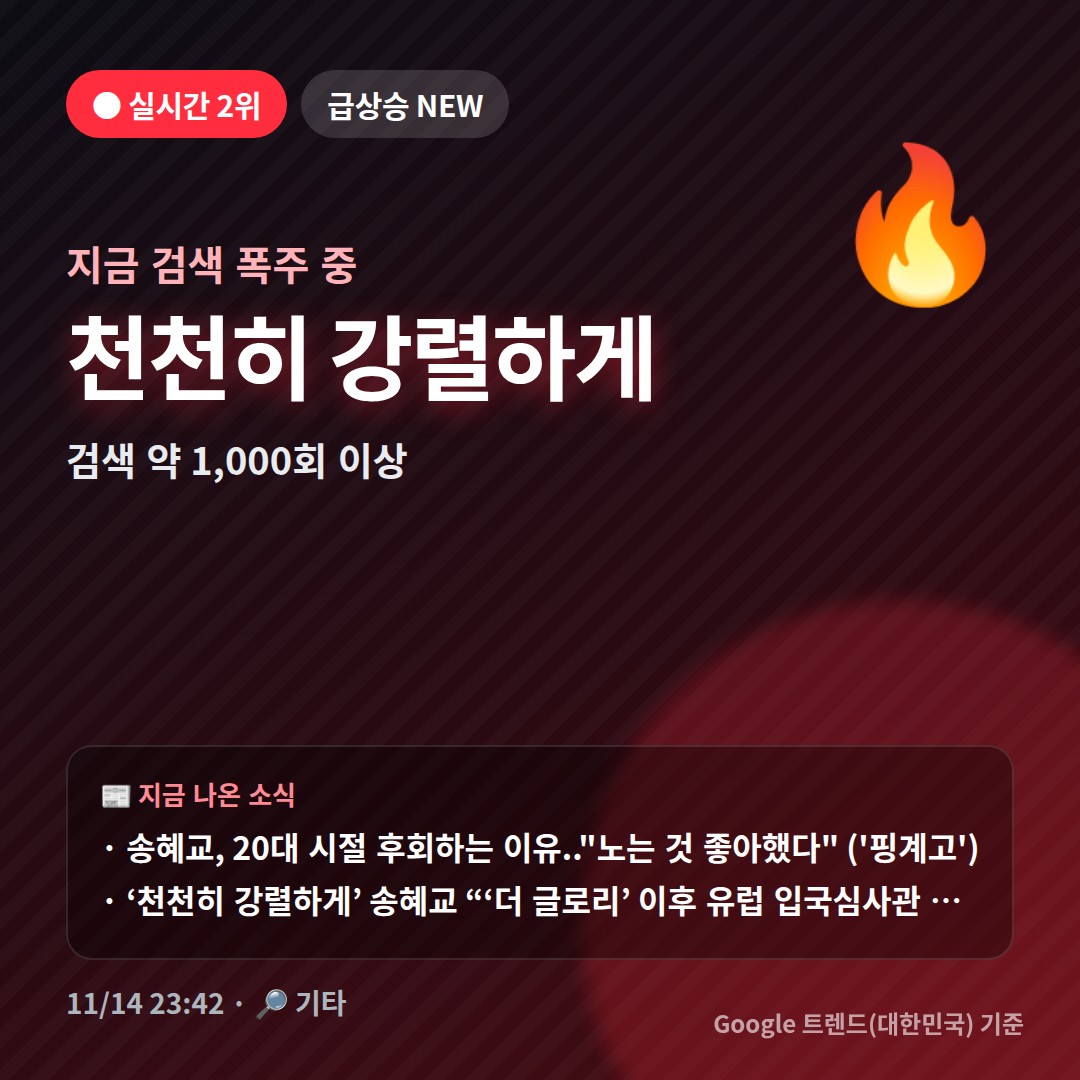 실시간 2위
급상승 NEW
지금 검색 폭주 중
천천히 강렬하게
검색 약 1,000회 이상
지금 나온 소식
· 송혜교, 20대 시절 후회하는 이유.."노는 것 좋아했다" ('핑계고')
· ‘천천히 강렬하게’ 송혜교 “‘더 글로리’ 이후 유럽 입국심사관 …
11/14 23:42 · 🔎 기타
Google 트렌드(대한민국) 기준